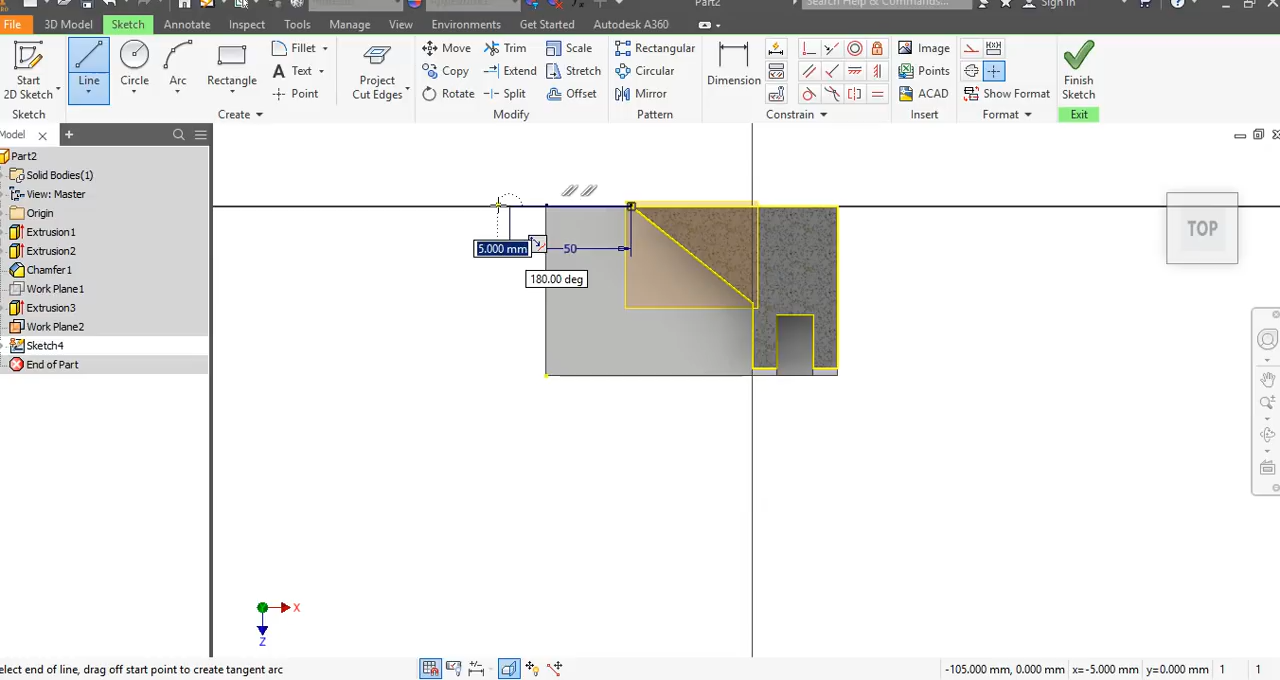 Part2
Search Help & Commands...
Sign In
File 3D Model Sketch Annotate Inspect Tools Manage View Environments Get Started Autodesk A360
Start
2D Sketch
Line
Circle
Arc
Rectangle
Fillet
Text
Point
Project
Cut Edges
Move
Copy
Rotate
Trim
Extend
Split
Scale
Stretch
Offset
Rectangular
Circular
Mirror
Dimension
Image
Points
ACAD
Show Format
Finish
Sketch
Sketch Create Modify Pattern Constrain Insert Format Exit
Model
Part2
Solid Bodies(1)
View: Master
Origin
Extrusion1
Extrusion2
Chamfer1
Work Plane1
Extrusion3
Work Plane2
Sketch4
End of Part
TOP
5.000 mm
50
180.00 deg
X
Z
elect end of line, drag off start point to create tangent arc
-105.000 mm, 0.000 mm x=-5.000 mm y=0.000 mm 1 1